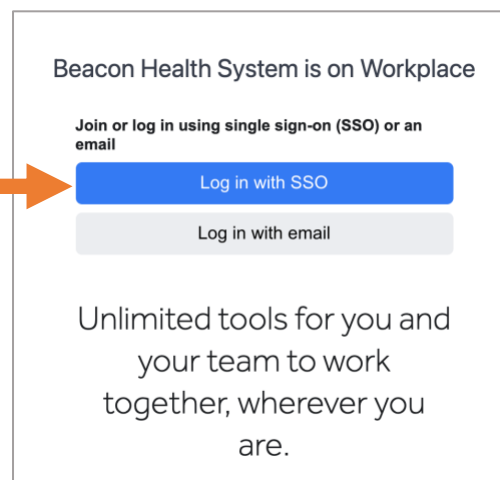 Beacon Health System is on Workplace
Join or log in using single sign-on (SSO) or an
email
Log in with SSO
Log in with email
Unlimited tools for you and
your team to work
together, wherever you
are.